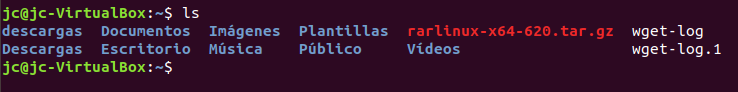 jc@jc-VirtualBox:~$ ls
descargas Documentos Imágenes Plantillas rarlinux-x64-620.tar.gz wget-log
Descargas Escritorio Música Público Vídeos wget-log.1
jc@jc-VirtualBox:~$